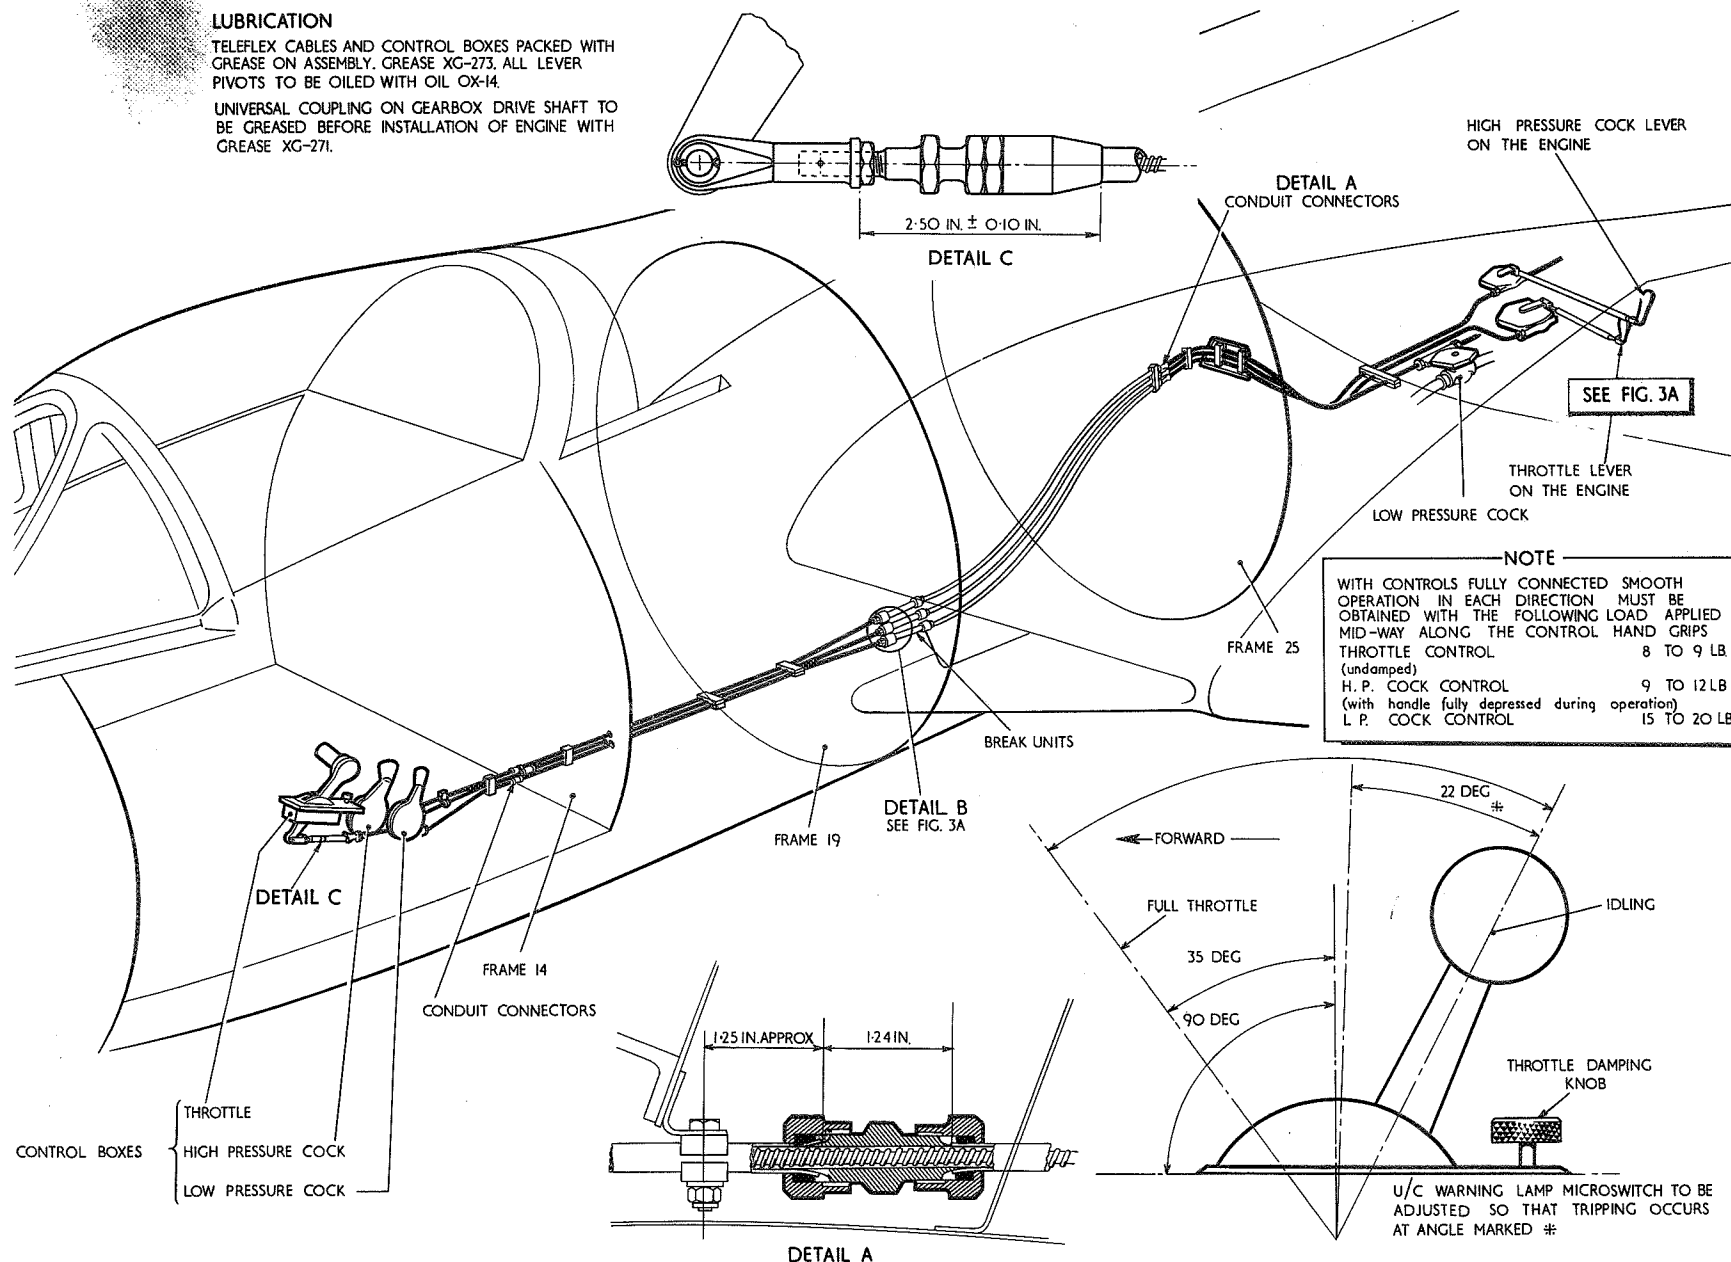 LUBRICATION
TELEFLEX CABLES AND CONTROL BOXES PACKED WITH
GREASE ON ASSEMBLY. GREASE XG-273. ALL LEVER
PIVOTS TO BE OILED WITH OIL OX-14.
UNIVERSAL COUPLING ON GEARBOX DRIVE SHAFT TO
BE GREASED BEFORE INSTALLATION OF ENGINE WITH
GREASE XG-271.
2·50 IN. ± 0·10 IN.
DETAIL C
DETAIL A
CONDUIT CONNECTORS
HIGH PRESSURE COCK LEVER
ON THE ENGINE
SEE FIG. 3A
THROTTLE LEVER
ON THE ENGINE
LOW PRESSURE COCK
NOTE
WITH CONTROLS FULLY CONNECTED SMOOTH
OPERATION IN EACH DIRECTION MUST BE
OBTAINED WITH THE FOLLOWING LOAD APPLIED
MID-WAY ALONG THE CONTROL HAND GRIPS
THROTTLE CONTROL 8 TO 9 LB.
(undamped)
H. P. COCK CONTROL 9 TO 12 LB
(with handle fully depressed during operation)
L P. COCK CONTROL 15 TO 20 LB
FRAME 25
BREAK UNITS
DETAIL B
SEE FIG. 3A
FRAME 19
DETAIL C
FRAME 14
CONDUIT CONNECTORS
CONTROL BOXES
THROTTLE
HIGH PRESSURE COCK
LOW PRESSURE COCK
1·25 IN. APPROX
1·24 IN.
DETAIL A
22 DEG *
FORWARD
FULL THROTTLE
IDLING
35 DEG
90 DEG
THROTTLE DAMPING
KNOB
U/C WARNING LAMP MICROSWITCH TO BE
ADJUSTED SO THAT TRIPPING OCCURS
AT ANGLE MARKED *